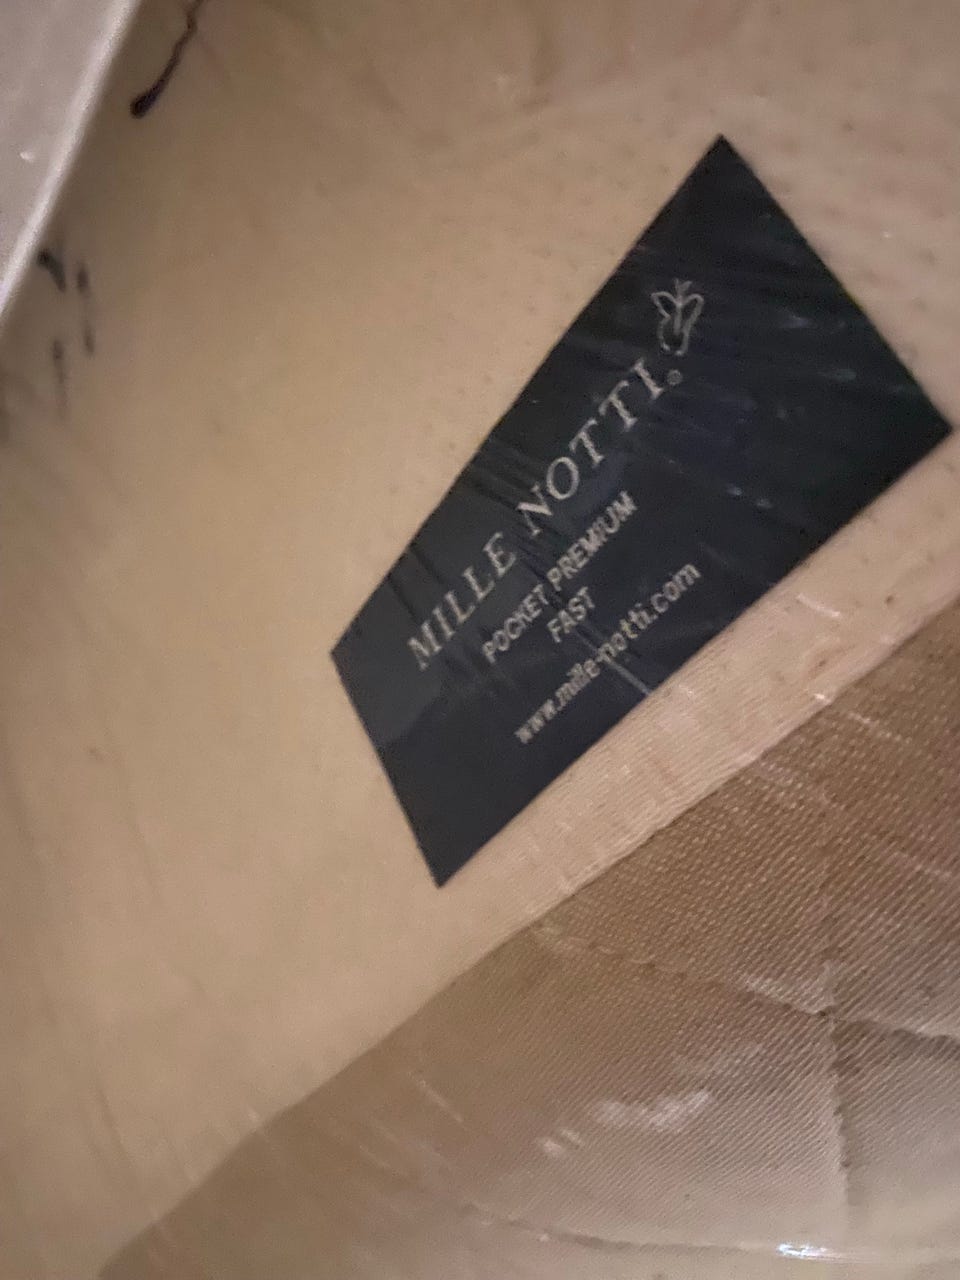 MILLE NOTTI®
POCKET PREMIUM
FAST
www.mille-notti.com